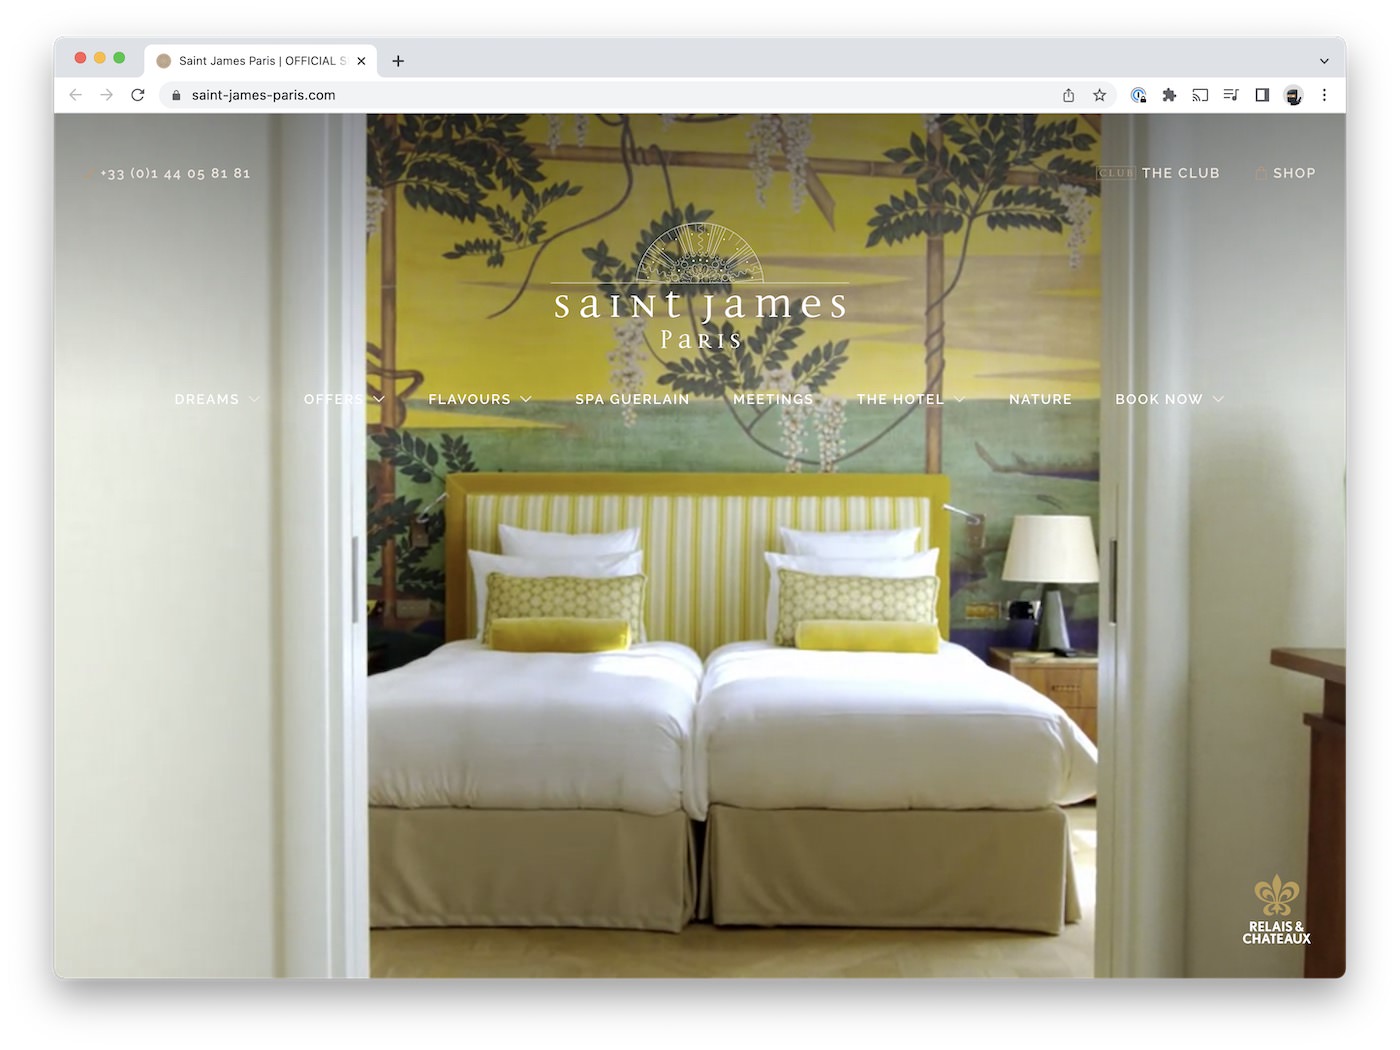 Saint James Paris | OFFICIAL S
saint-james-paris.com
+33 (0)1 44 05 81 81
CLUB THE CLUB
SHOP
saint james
Paris
DREAMS OFFERS FLAVOURS SPA GUERLAIN MEETINGS THE HOTEL NATURE BOOK NOW
RELAIS &
CHATEAUX